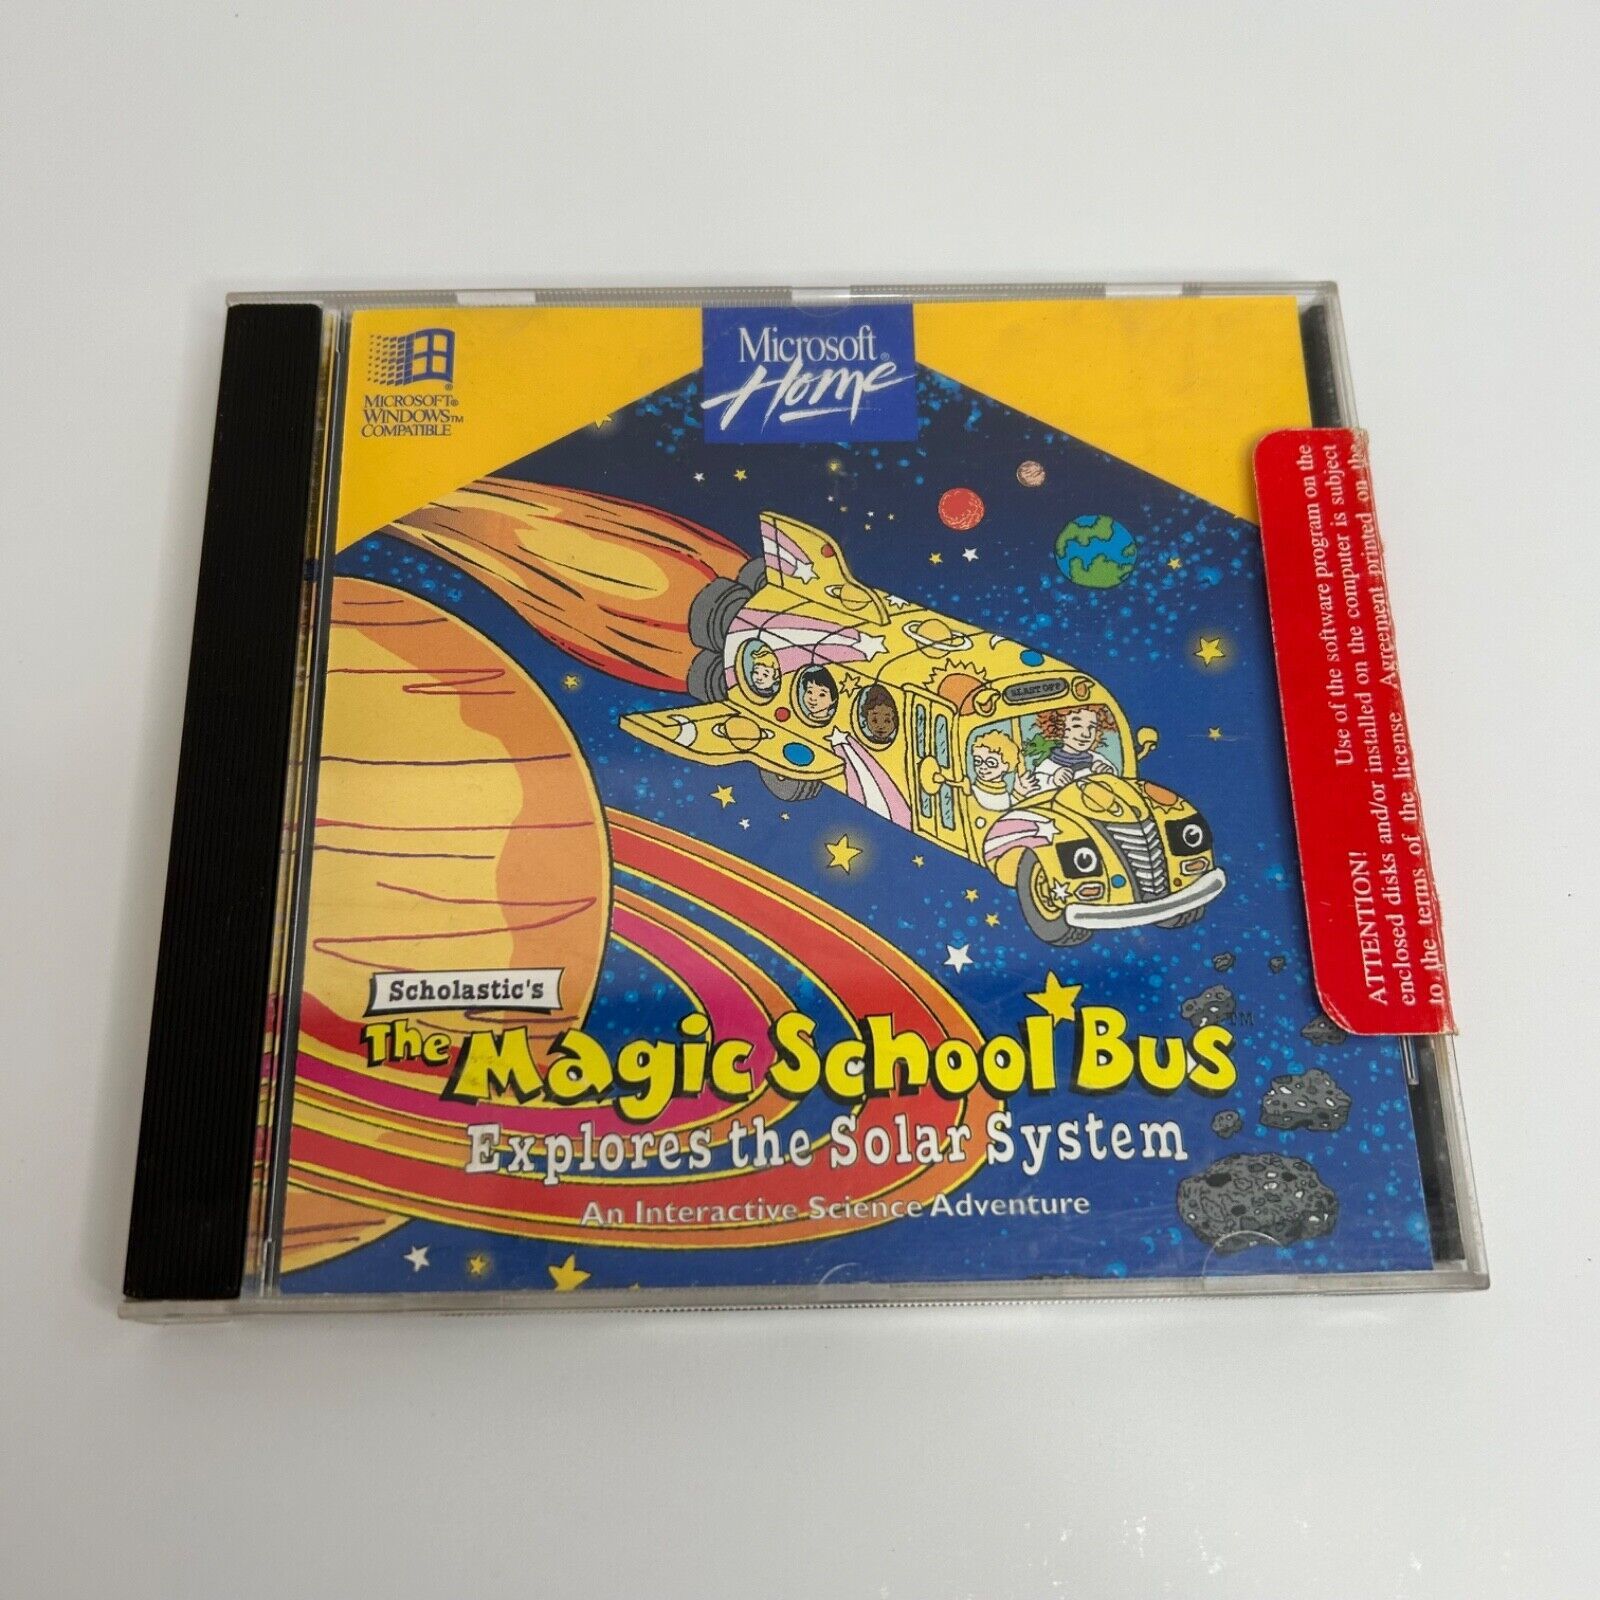 Microsoft®
Home
MICROSOFT®
WINDOWS™
COMPATIBLE
BLAST OFF
Scholastic's
The Magic School Bus™
Explores the Solar System
An Interactive Science Adventure
ATTENTION! Use of the software program on the
enclosed disks and/or installed on the computer is subject
to the terms of the license Agreement printed on the